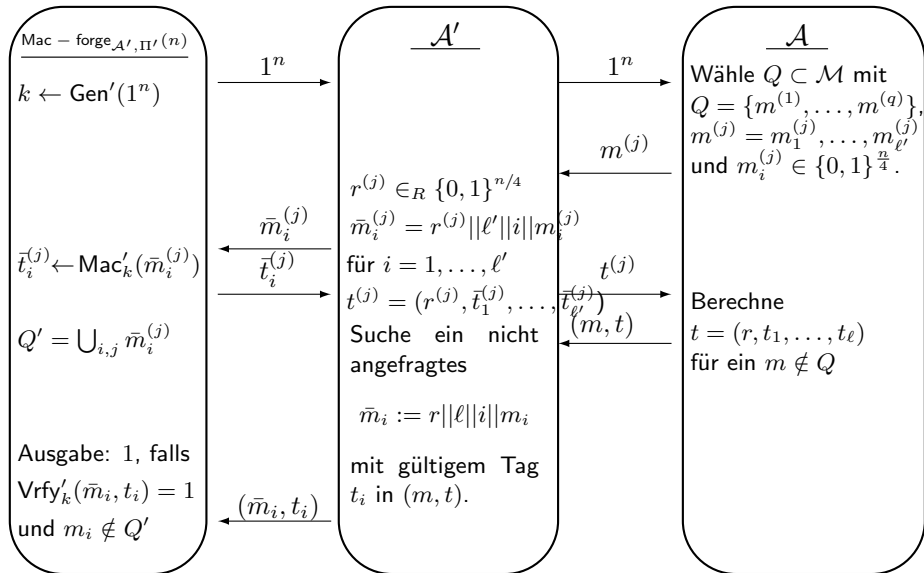 Mac − forge_{𝒜′,Π′}(n)
k ← Gen′(1^n)
t̄_i^{(j)} ← Mac′_k(m̄_i^{(j)})
Q′ = ⋃_{i,j} m̄_i^{(j)}
Ausgabe: 1, falls
Vrfy′_k(m̄_i, t_i) = 1
und m_i ∉ Q′
1^n
m̄_i^{(j)}
t̄_i^{(j)}
(m̄_i, t_i)
𝒜′
r^{(j)} ∈_R {0, 1}^{n/4}
m̄_i^{(j)} = r^{(j)}||ℓ′||i||m_i^{(j)}
für i = 1, . . . , ℓ′
t^{(j)} = (r^{(j)}, t̄_1^{(j)}, . . . , t̄_{ℓ′}^{(j)})
Suche ein nicht
angefragtes
m̄_i := r||ℓ||i||m_i
mit gültigem Tag
t_i in (m, t).
1^n
m^{(j)}
t^{(j)}
(m, t)
𝒜
Wähle Q ⊂ ℳ mit
Q = {m^{(1)}, . . . , m^{(q)}},
m^{(j)} = m_1^{(j)}, . . . , m_{ℓ′}^{(j)}
und m_i^{(j)} ∈ {0, 1}^{\frac{n}{4}}.
Berechne
t = (r, t_1, . . . , t_ℓ)
für ein m ∉ Q